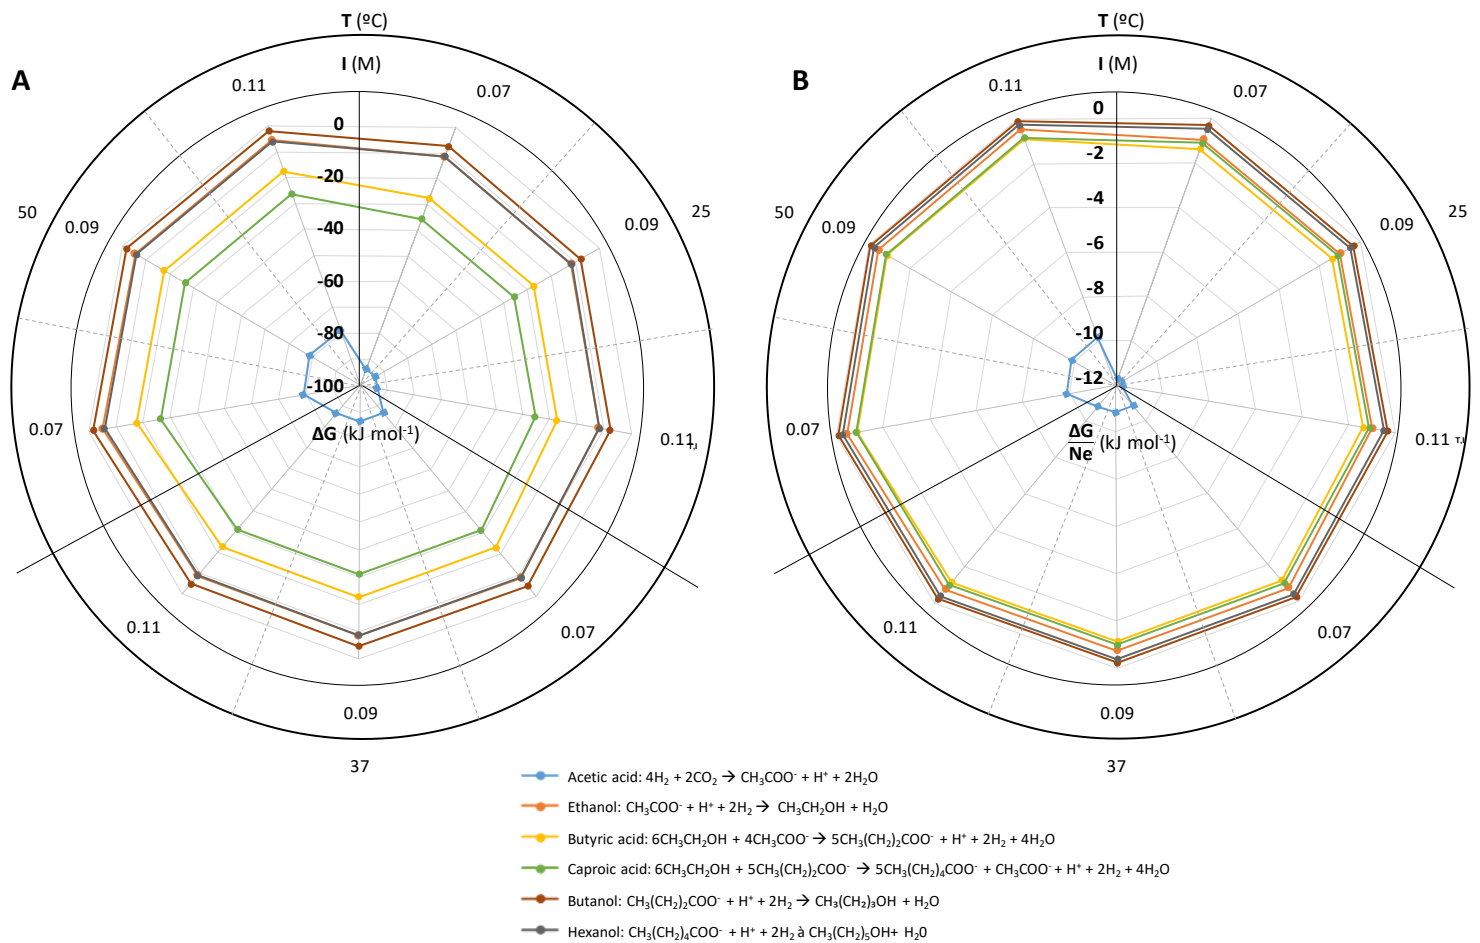 T (ºC)
I (M)
A
0.11
0.07
0
-20
-40
-60
-80
-100
ΔG (kJ mol⁻¹)
50
0.09
0.09
25
0.07
0.11 T,I
0.11
0.07
0.09
37
T (ºC)
I (M)
B
0.11
0.07
0
-2
-4
-6
-8
-10
-12
ΔG
Ne (kJ mol⁻¹)
50
0.09
0.09
25
0.07
0.11 T,I
0.11
0.07
0.09
37
Acetic acid: 4H₂ + 2CO₂ → CH₃COO⁻ + H⁺ + 2H₂O
Ethanol: CH₃COO⁻ + H⁺ + 2H₂ → CH₃CH₂OH + H₂O
Butyric acid: 6CH₃CH₂OH + 4CH₃COO⁻ → 5CH₃(CH₂)₂COO⁻ + H⁺ + 2H₂ + 4H₂O
Caproic acid: 6CH₃CH₂OH + 5CH₃(CH₂)₂COO⁻ → 5CH₃(CH₂)₄COO⁻ + CH₃COO⁻ + H⁺ + 2H₂ + 4H₂O
Butanol: CH₃(CH₂)₂COO⁻ + H⁺ + 2H₂ → CH₃(CH₂)₃OH + H₂O
Hexanol: CH₃(CH₂)₄COO⁻ + H⁺ + 2H₂ à CH₃(CH₂)₅OH+ H₂0